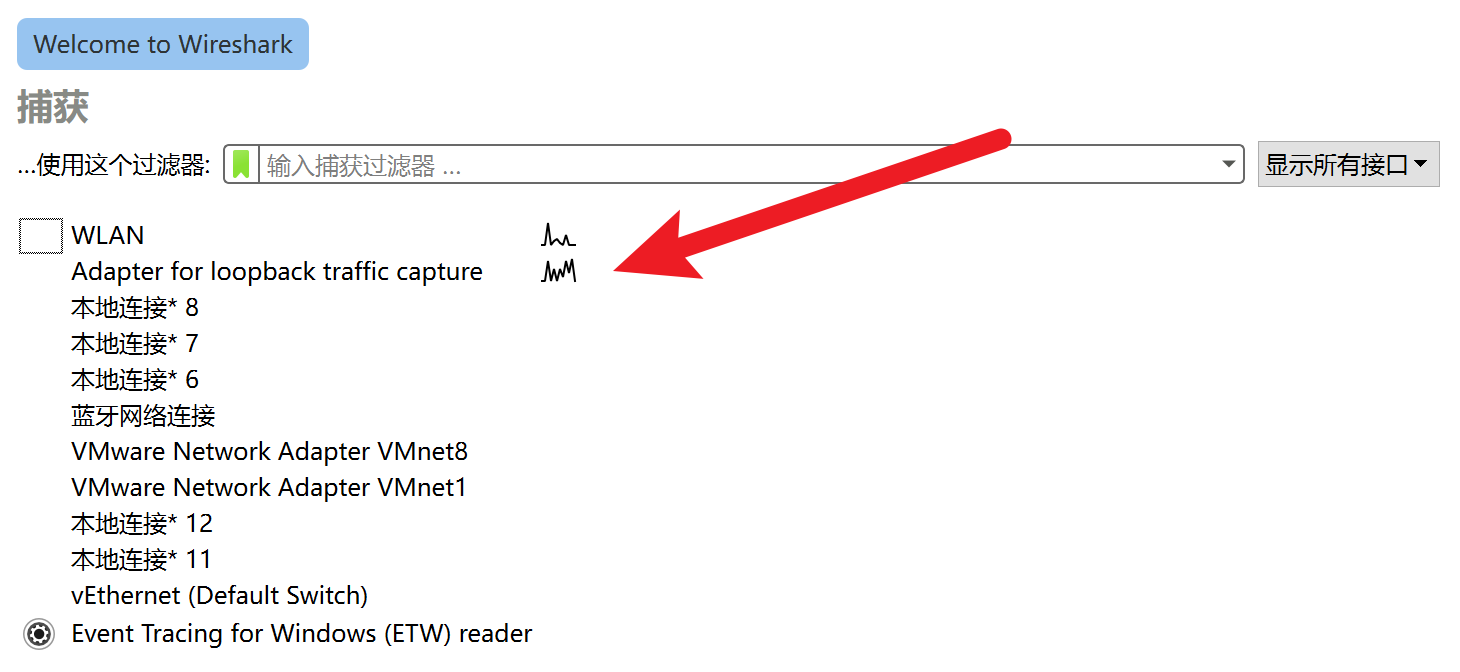 Welcome to Wireshark
捕获
...使用这个过滤器: 输入捕获过滤器 ... 显示所有接口
WLAN
Adapter for loopback traffic capture
本地连接* 8
本地连接* 7
本地连接* 6
蓝牙网络连接
VMware Network Adapter VMnet8
VMware Network Adapter VMnet1
本地连接* 12
本地连接* 11
vEthernet (Default Switch)
Event Tracing for Windows (ETW) reader